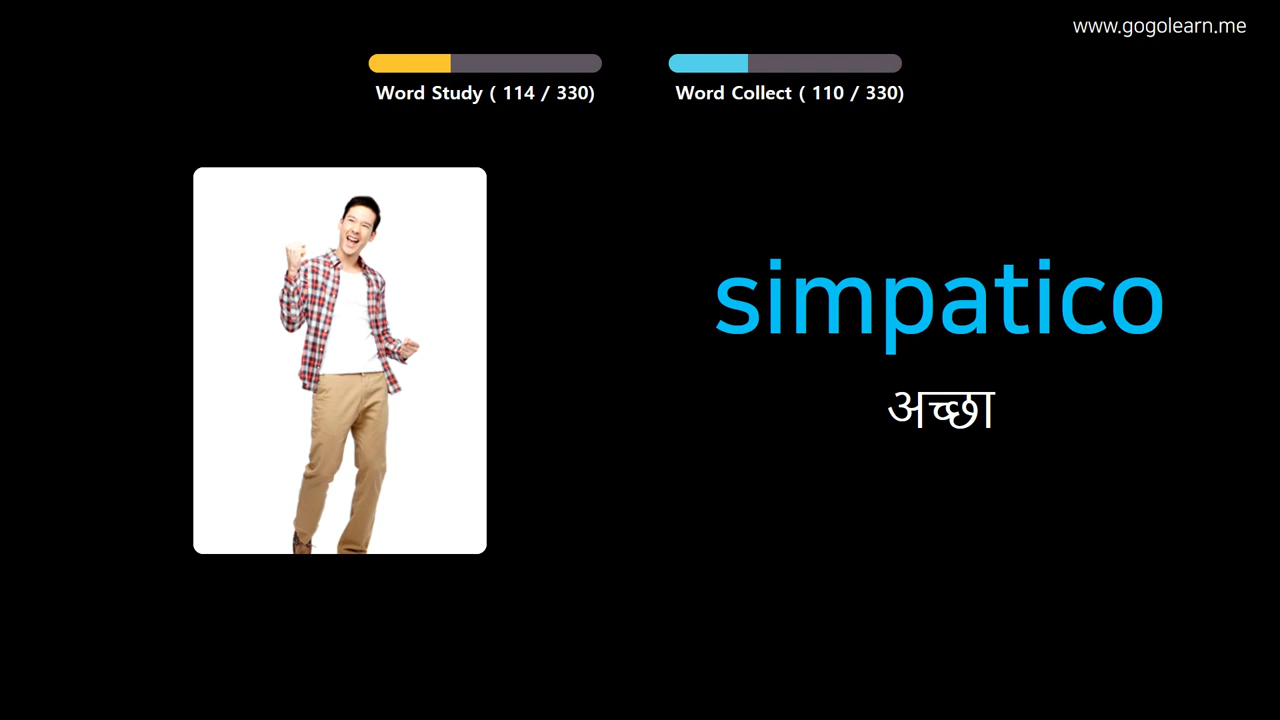 www.gogolearn.me
Word Study ( 114 / 330)
Word Collect ( 110 / 330)
simpatico
अच्छा